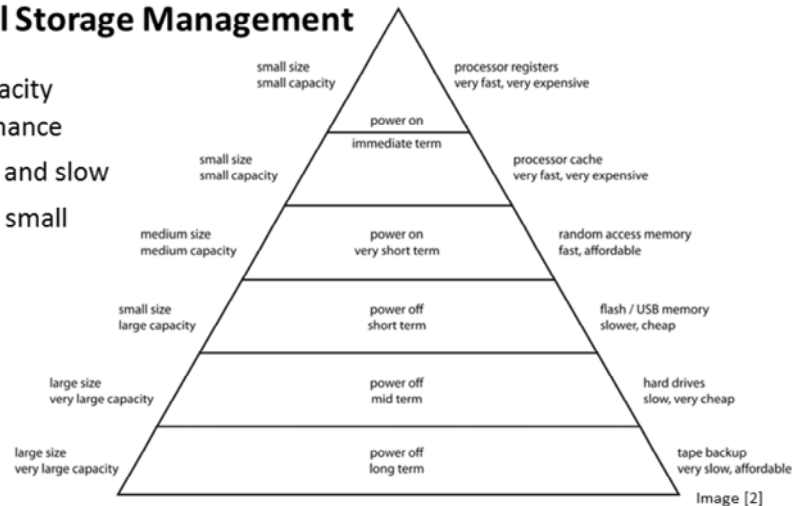 l Storage Management
acity
nance
and slow
small
small size
small capacity
processor registers
very fast, very expensive
power on
immediate term
small size
small capacity
processor cache
very fast, very expensive
medium size
medium capacity
power on
very short term
random access memory
fast, affordable
small size
large capacity
power off
short term
flash / USB memory
slower, cheap
large size
very large capacity
power off
mid term
hard drives
slow, very cheap
large size
very large capacity
power off
long term
tape backup
very slow, affordable
Image [2]